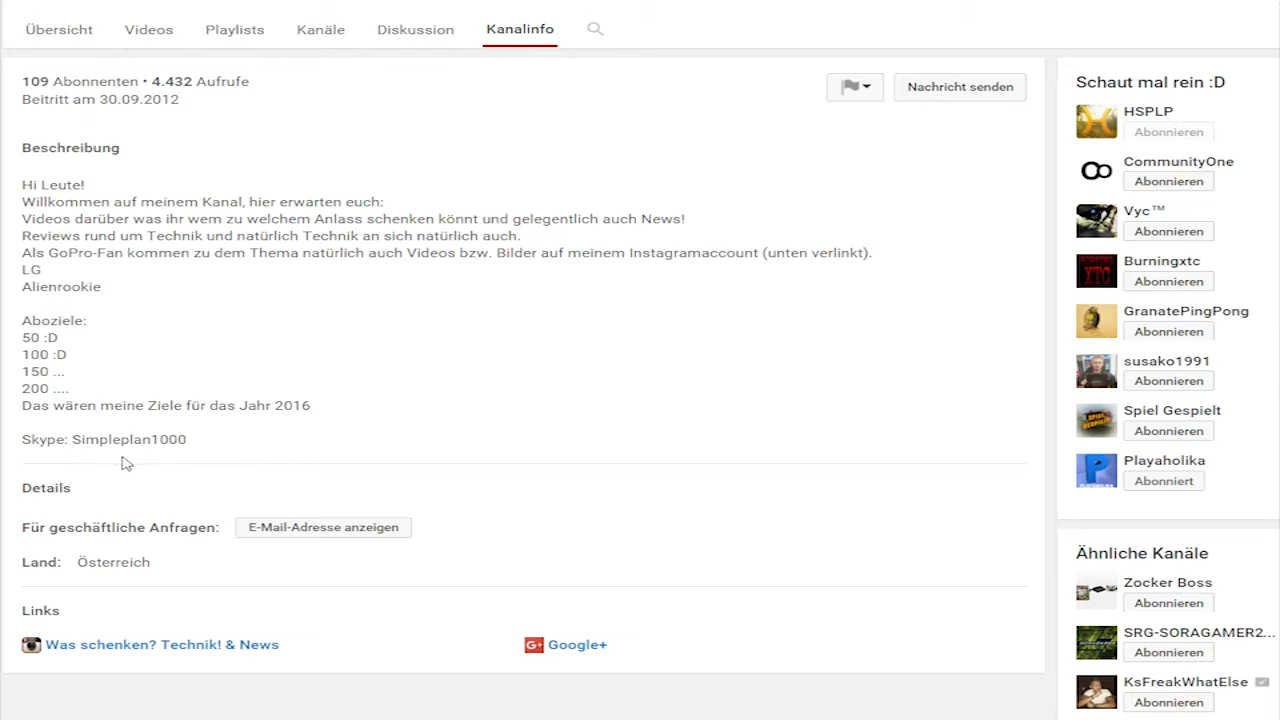 Übersicht Videos Playlists Kanäle Diskussion Kanalinfo
109 Abonnenten • 4.432 Aufrufe
Beitritt am 30.09.2012
Nachricht senden
Beschreibung
Hi Leute!
Willkommen auf meinem Kanal, hier erwarten euch:
Videos darüber was ihr wem zu welchem Anlass schenken könnt und gelegentlich auch News!
Reviews rund um Technik und natürlich Technik an sich natürlich auch.
Als GoPro-Fan kommen zu dem Thema natürlich auch Videos bzw. Bilder auf meinem Instagramaccount (unten verlinkt).
LG
Alienrookie
Aboziele:
50 :D
100 :D
150 ...
200 ....
Das wären meine Ziele für das Jahr 2016
Skype: Simpleplan1000
Details
Für geschäftliche Anfragen: E-Mail-Adresse anzeigen
Land: Österreich
Links
Was schenken? Technik! & News
G+ Google+
Schaut mal rein :D
HSPLP
Abonnieren
CommunityOne
Abonnieren
Vyc™
Abonnieren
Burningxtc
Abonnieren
GranatePingPong
Abonnieren
susako1991
Abonnieren
Spiel Gespielt
Abonnieren
Playaholika
Abonniert
Ähnliche Kanäle
Zocker Boss
Abonnieren
SRG-SORAGAMER2...
Abonnieren
KsFreakWhatElse
Abonnieren